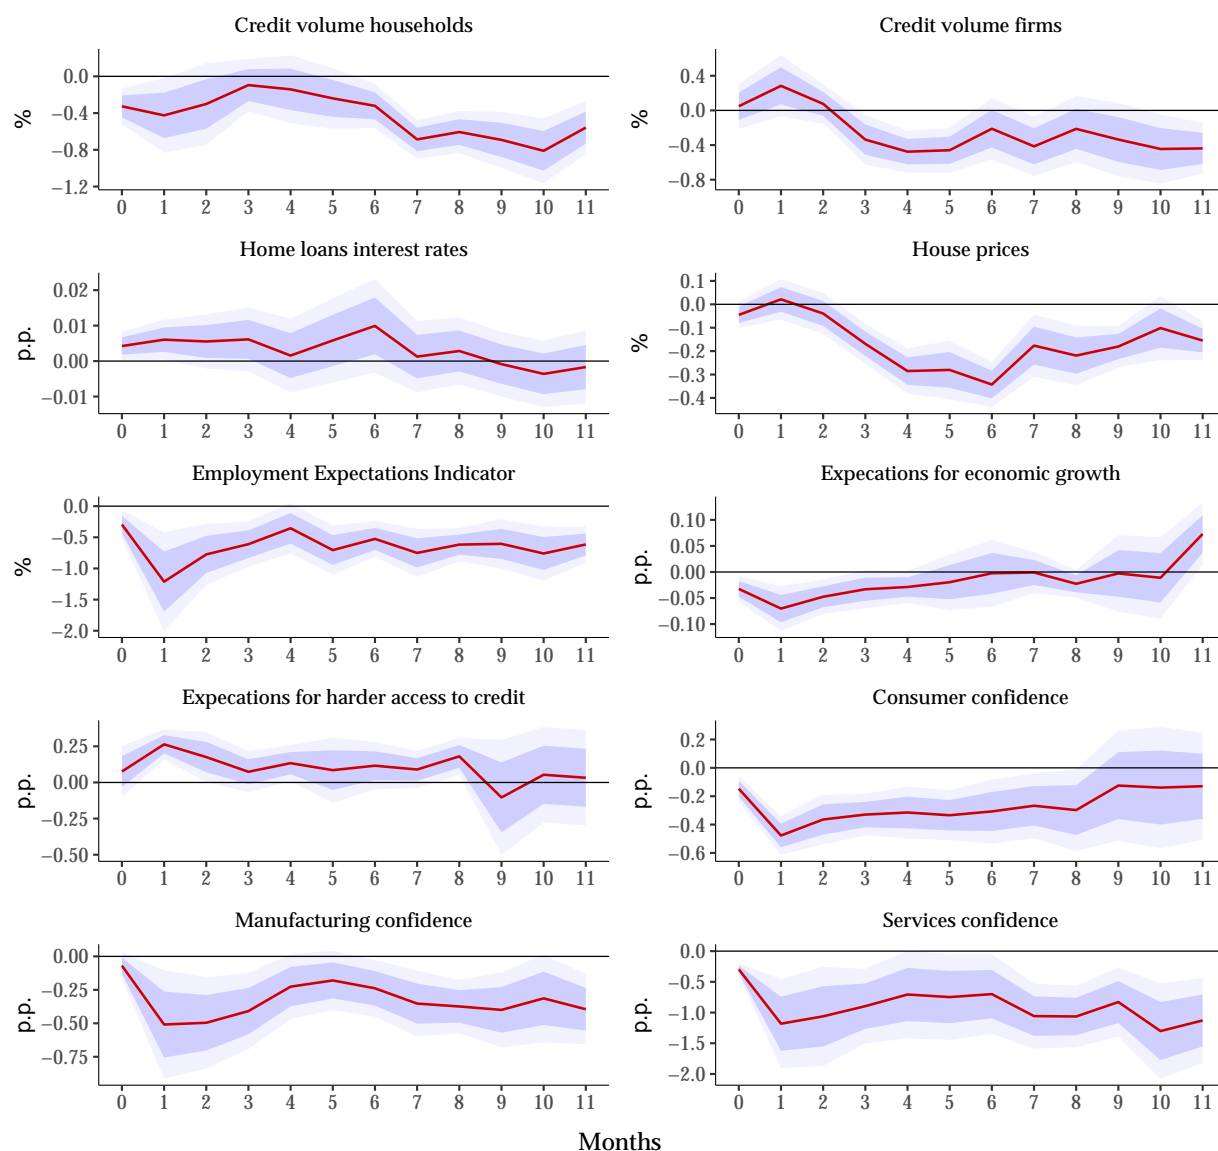 Credit volume households
Credit volume firms
0.0
−0.4
−0.8
−1.2
%
0 1 2 3 4 5 6 7 8 9 10 11
0.4
0.0
−0.4
−0.8
%
0 1 2 3 4 5 6 7 8 9 10 11
Home loans interest rates
House prices
0.02
0.01
0.00
−0.01
p.p.
0 1 2 3 4 5 6 7 8 9 10 11
0.1
0.0
−0.1
−0.2
−0.3
−0.4
%
0 1 2 3 4 5 6 7 8 9 10 11
Employment Expectations Indicator
Expecations for economic growth
0.0
−0.5
−1.0
−1.5
−2.0
%
0 1 2 3 4 5 6 7 8 9 10 11
0.10
0.05
0.00
−0.05
−0.10
p.p.
0 1 2 3 4 5 6 7 8 9 10 11
Expecations for harder access to credit
Consumer confidence
0.25
0.00
−0.25
−0.50
p.p.
0 1 2 3 4 5 6 7 8 9 10 11
0.2
0.0
−0.2
−0.4
−0.6
p.p.
0 1 2 3 4 5 6 7 8 9 10 11
Manufacturing confidence
Services confidence
0.00
−0.25
−0.50
−0.75
p.p.
0 1 2 3 4 5 6 7 8 9 10 11
0.0
−0.5
−1.0
−1.5
−2.0
p.p.
0 1 2 3 4 5 6 7 8 9 10 11
Months